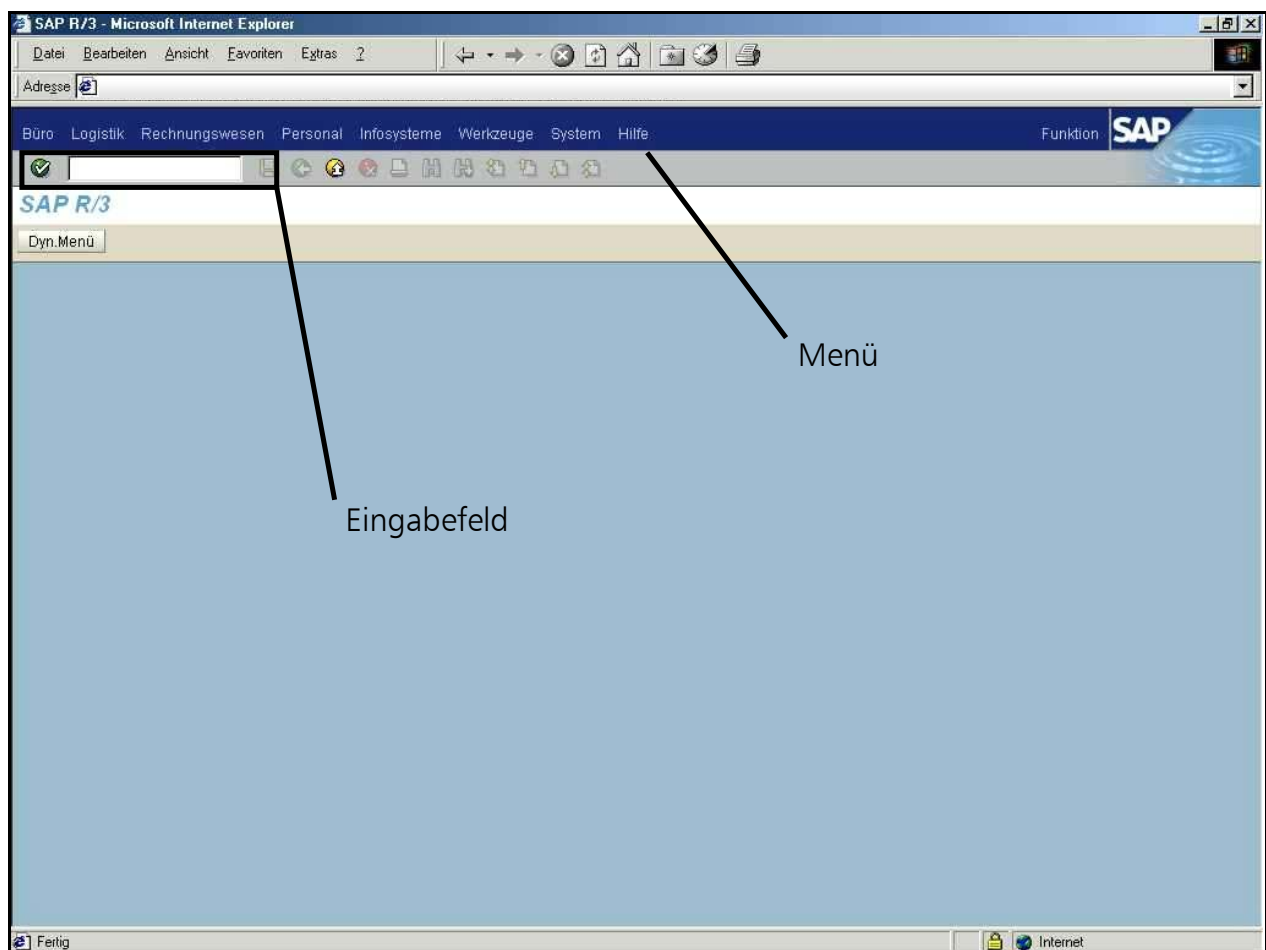 SAP R/3 - Microsoft Internet Explorer
Datei Bearbeiten Ansicht Favoriten Extras ?
Adresse
Büro Logistik Rechnungswesen Personal Infosysteme Werkzeuge System Hilfe Funktion SAP
SAP R/3
Dyn.Menü
Menü
Eingabefeld
Fertig Internet